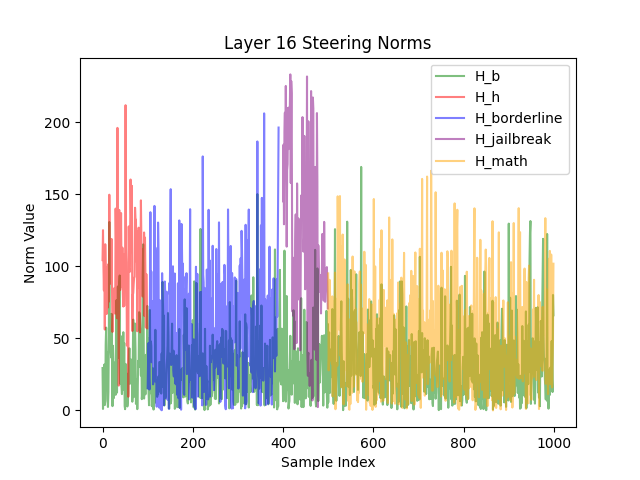 Layer 16 Steering Norms
H_b
H_h
H_borderline
H_jailbreak
H_math
Norm Value
200
150
100
50
0
0
200
400
600
800
1000
Sample Index